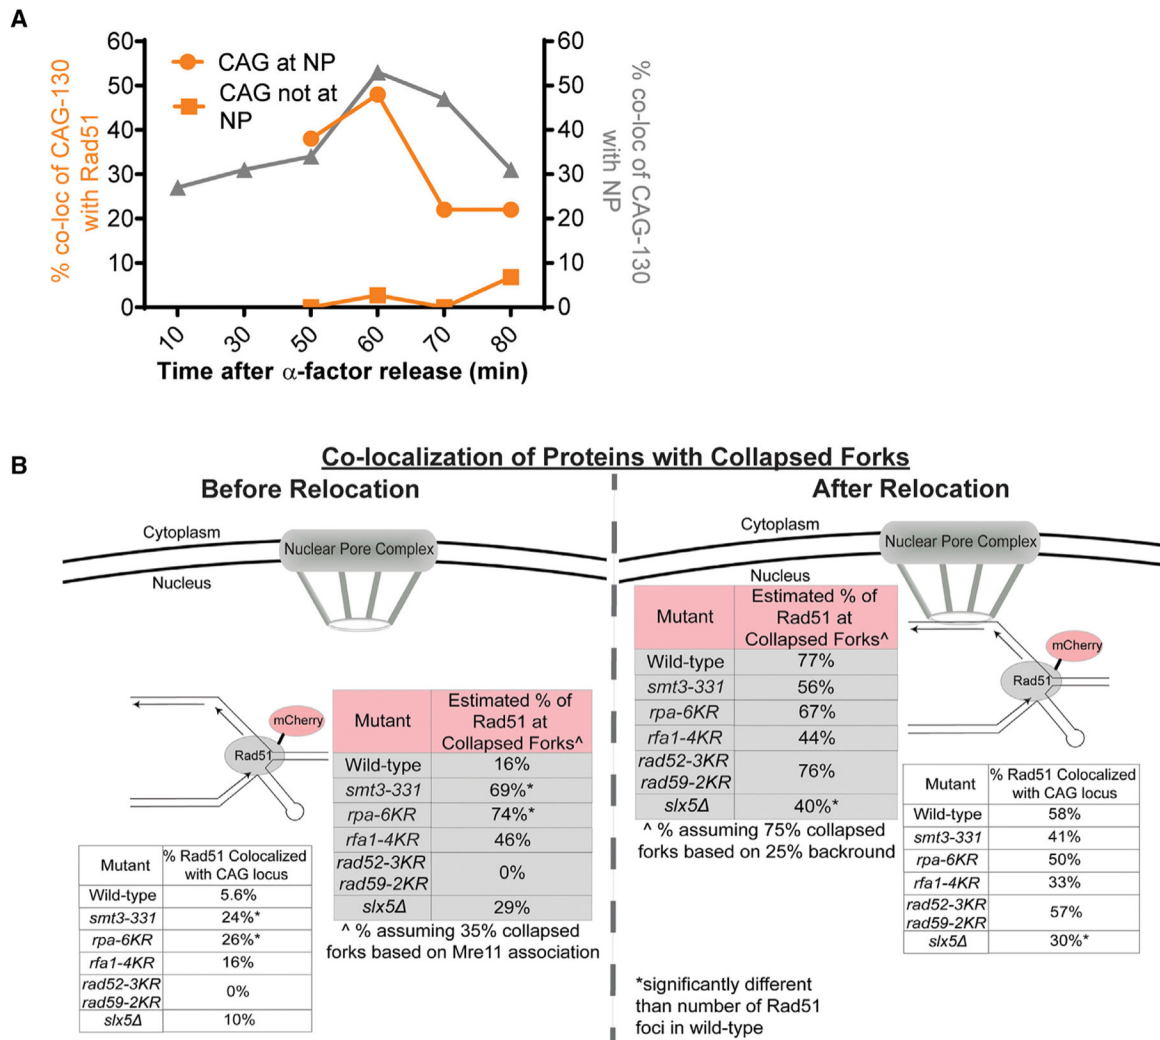 A
60
50
40
30
20
10
0
% co-loc of CAG-130
with Rad51
CAG at NP
CAG not at
NP
60
50
40
30
20
10
0
% co-loc of CAG-130
with NP
10
30
50
60
70
80
Time after α-factor release (min)
B
Co-localization of Proteins with Collapsed Forks
Before Relocation
Cytoplasm
Nuclear Pore Complex
Nucleus
mCherry
Rad51
Mutant
Estimated % of
Rad51 at
Collapsed Forks^
Wild-type 16%
smt3-331 69%*
rpa-6KR 74%*
rfa1-4KR 46%
rad52-3KR
rad59-2KR
0%
slx5Δ 29%
^ % assuming 35% collapsed
forks based on Mre11 association
Mutant
% Rad51 Colocalized
with CAG locus
Wild-type 5.6%
smt3-331 24%*
rpa-6KR 26%*
rfa1-4KR 16%
rad52-3KR
rad59-2KR
0%
slx5Δ 10%
After Relocation
Cytoplasm
Nuclear Pore Complex
Nucleus
Mutant
Estimated % of
Rad51 at
Collapsed Forks^
Wild-type 77%
smt3-331 56%
rpa-6KR 67%
rfa1-4KR 44%
rad52-3KR
rad59-2KR
76%
slx5Δ 40%*
^ % assuming 75% collapsed
forks based on 25% backround
mCherry
Rad51
Mutant
% Rad51 Colocalized
with CAG locus
Wild-type 58%
smt3-331 41%
rpa-6KR 50%
rfa1-4KR 33%
rad52-3KR
rad59-2KR
57%
slx5Δ 30%*
*significantly different
than number of Rad51
foci in wild-type